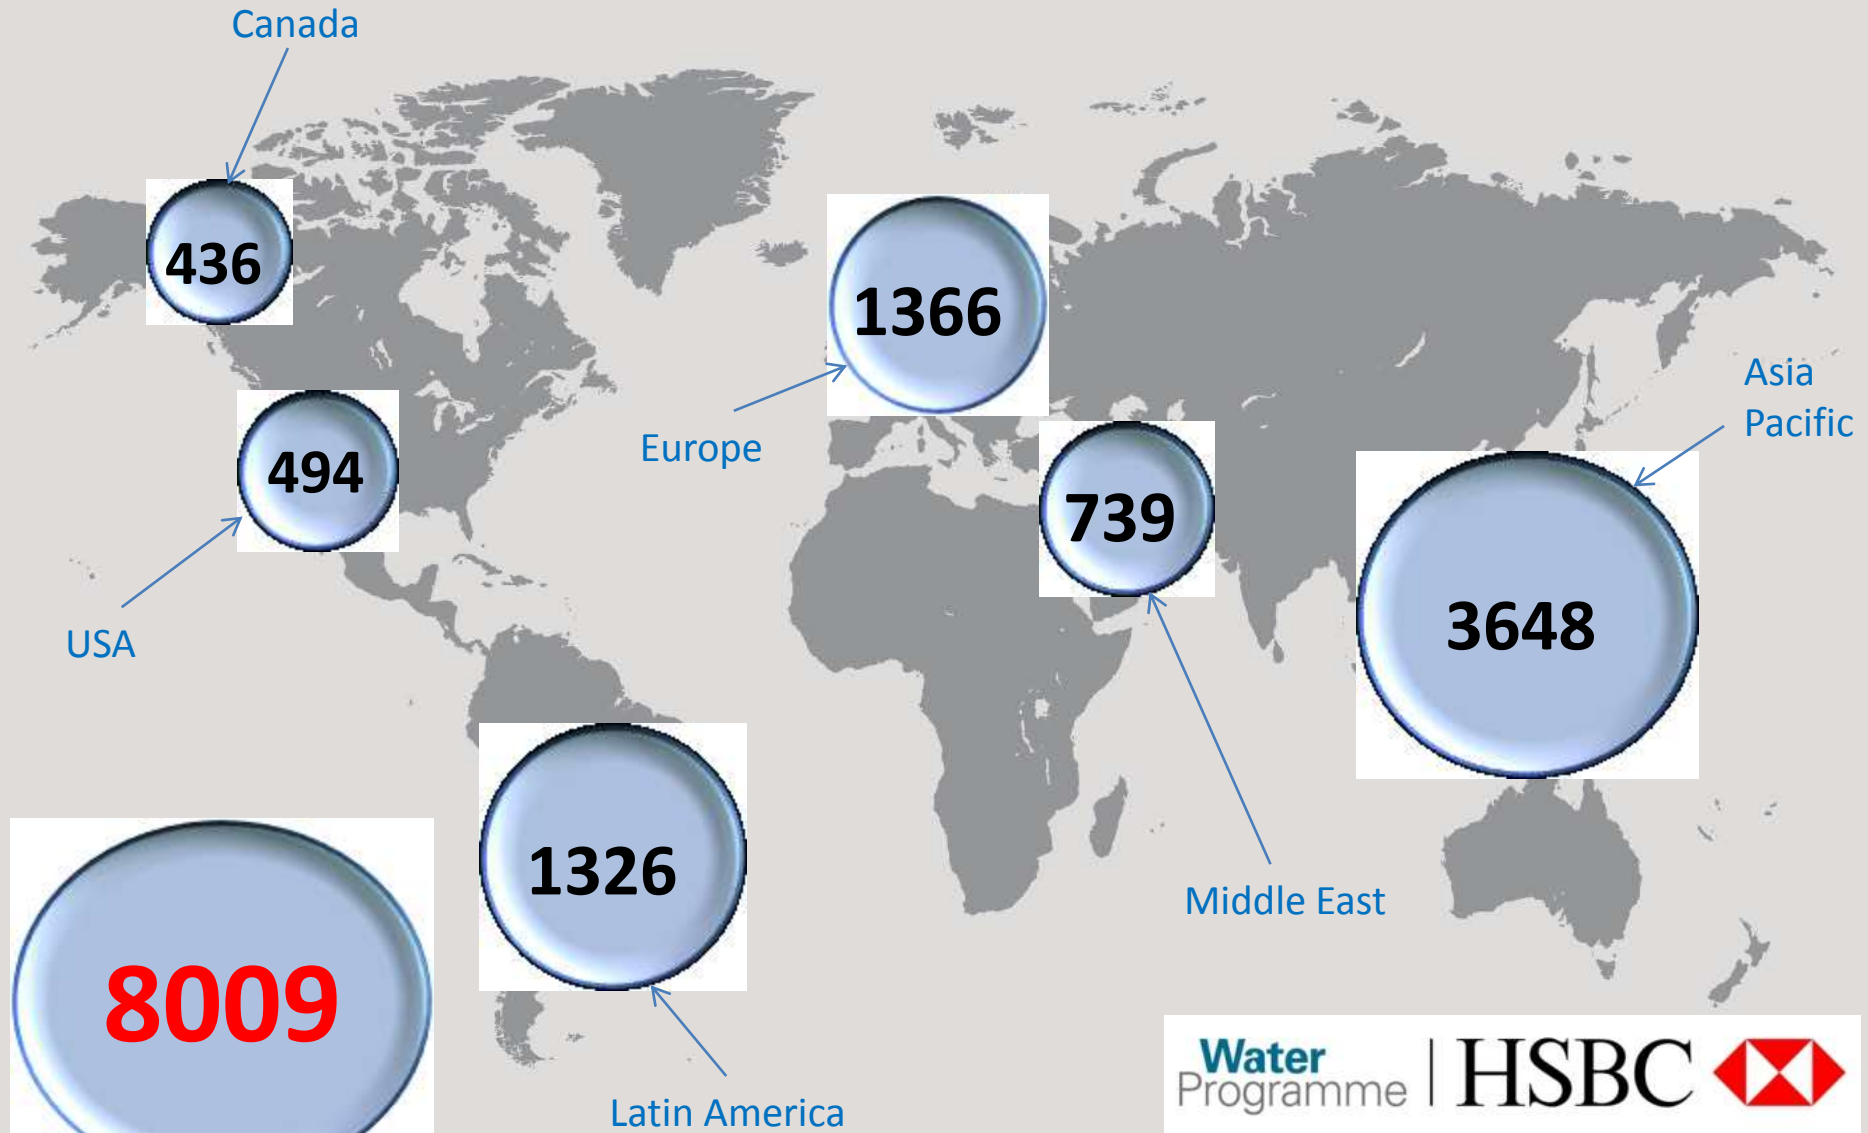 Canada
436
1366
Asia
Pacific
Europe
494
739
3648
USA
1326
Middle East
8009
Latin America
Water
Programme
HSBC